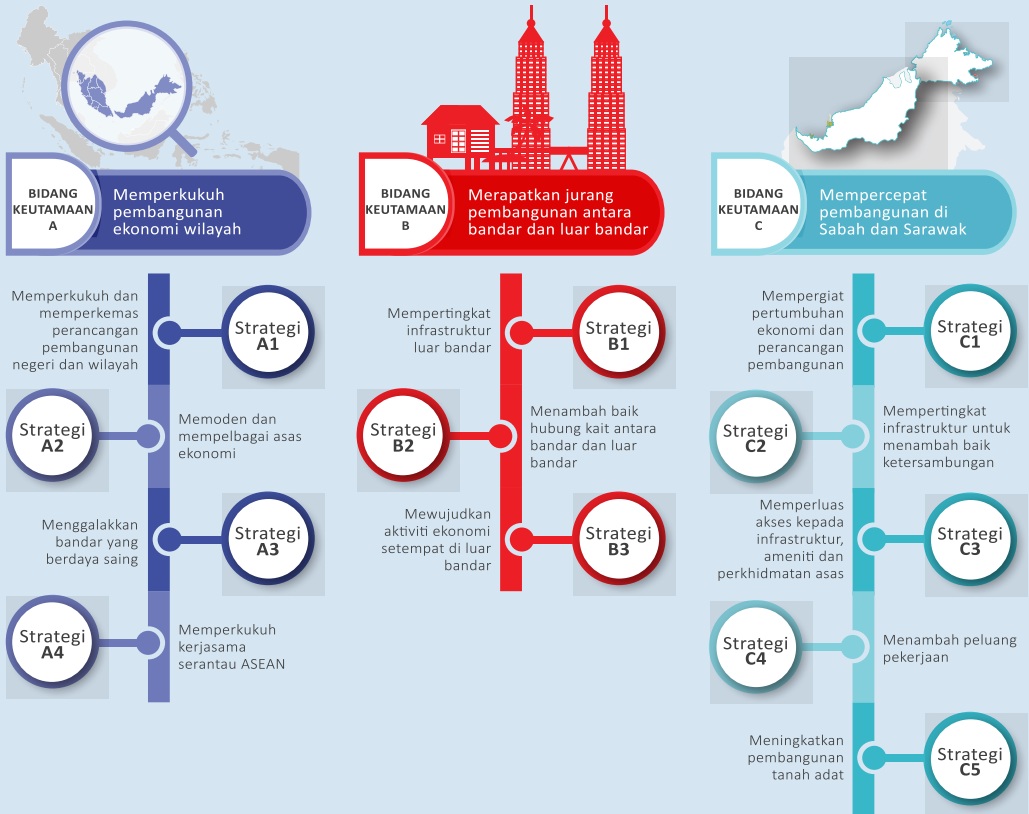 BIDANG
KEUTAMAAN
A
Memperkukuh
pembangunan
ekonomi wilayah
Memperkukuh dan
memperkemas
perancangan
pembangunan
negeri dan wilayah
Strategi
A1
Strategi
A2
Memoden dan
mempelbagai asas
ekonomi
Menggalakkan
bandar yang
berdaya saing
Strategi
A3
Strategi
A4
Memperkukuh
kerjasama
serantau ASEAN
BIDANG
KEUTAMAAN
B
Merapatkan jurang
pembangunan antara
bandar dan luar bandar
Mempertingkat
infrastruktur
luar bandar
Strategi
B1
Strategi
B2
Menambah baik
hubung kait antara
bandar dan luar
bandar
Mewujudkan
aktiviti ekonomi
setempat di luar
bandar
Strategi
B3
BIDANG
KEUTAMAAN
C
Mempercepat
pembangunan di
Sabah dan Sarawak
Mempergiat
pertumbuhan
ekonomi dan
perancangan
pembangunan
Strategi
C1
Strategi
C2
Mempertingkat
infrastruktur untuk
menambah baik
ketersambungan
Memperluas
akses kepada
infrastruktur,
ameniti dan
perkhidmatan asas
Strategi
C3
Strategi
C4
Menambah peluang
pekerjaan
Meningkatkan
pembangunan
tanah adat
Strategi
C5